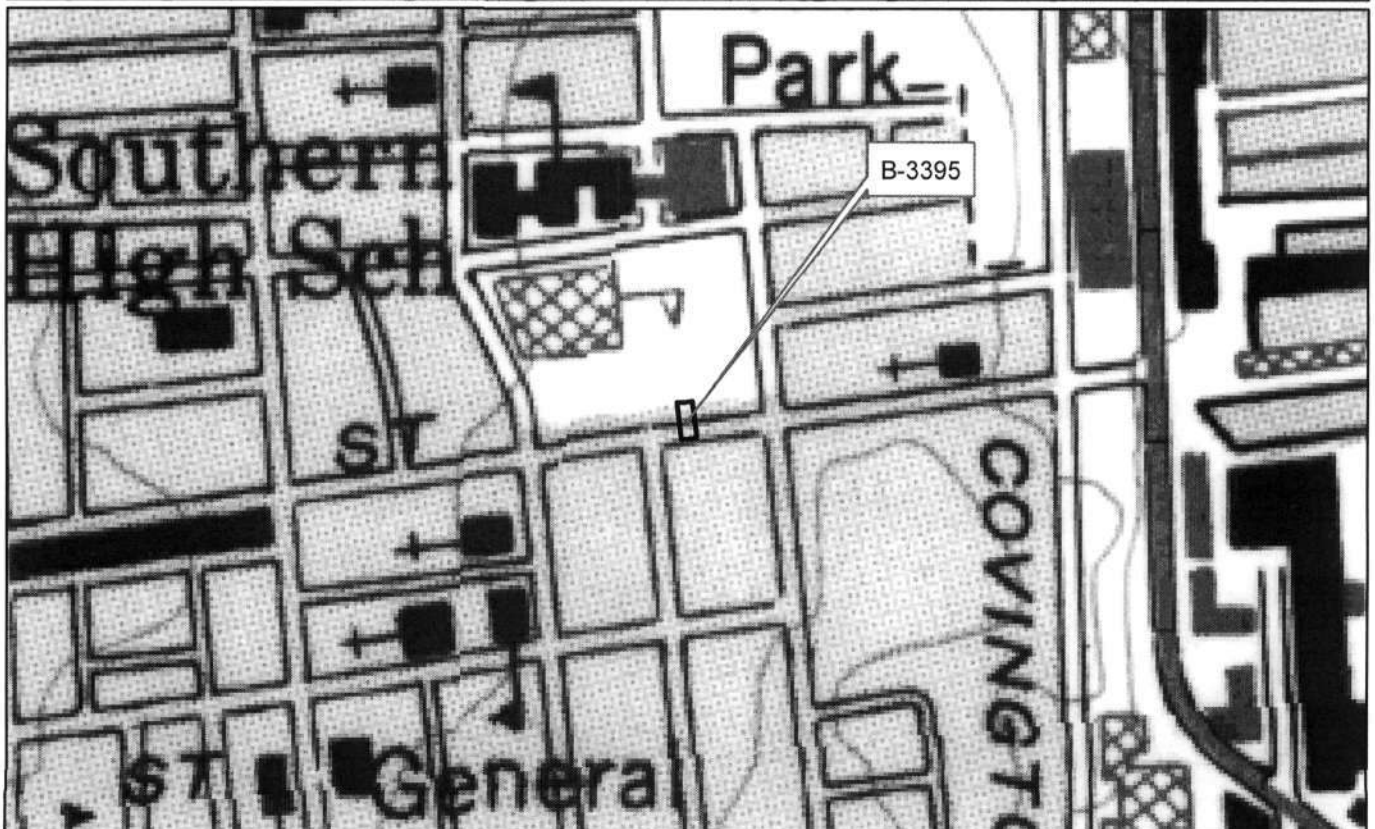 Park
B-3395
Southern
High Sch
ST
COVINGTO
ST
General